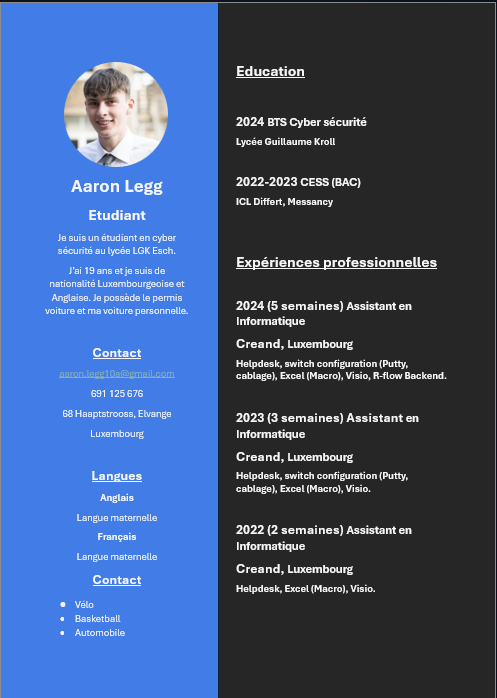 Aaron Legg
Etudiant
Je suis un étudiant en cyber
sécurité au lycée LGK Esch.
J'ai 19 ans et je suis de
nationalité Luxembourgeoise et
Anglaise. Je possède le permis
voiture et ma voiture personnelle.
Contact
aaron.legg10a@gmail.com
691 125 676
68 Haaptstrooss, Elvange
Luxembourg
Langues
Anglais
Langue maternelle
Français
Langue maternelle
Contact
Vélo
Basketball
Automobile
Education
2024 BTS Cyber sécurité
Lycée Guillaume Kroll
2022-2023 CESS (BAC)
ICL Differt, Messancy
Expériences professionnelles
2024 (5 semaines) Assistant en
Informatique
Creand, Luxembourg
Helpdesk, switch configuration (Putty,
cablage), Excel (Macro), Visio, R-flow Backend.
2023 (3 semaines) Assistant en
Informatique
Creand, Luxembourg
Helpdesk, switch configuration (Putty,
cablage), Excel (Macro), Visio.
2022 (2 semaines) Assistant en
Informatique
Creand, Luxembourg
Helpdesk, Excel (Macro), Visio.